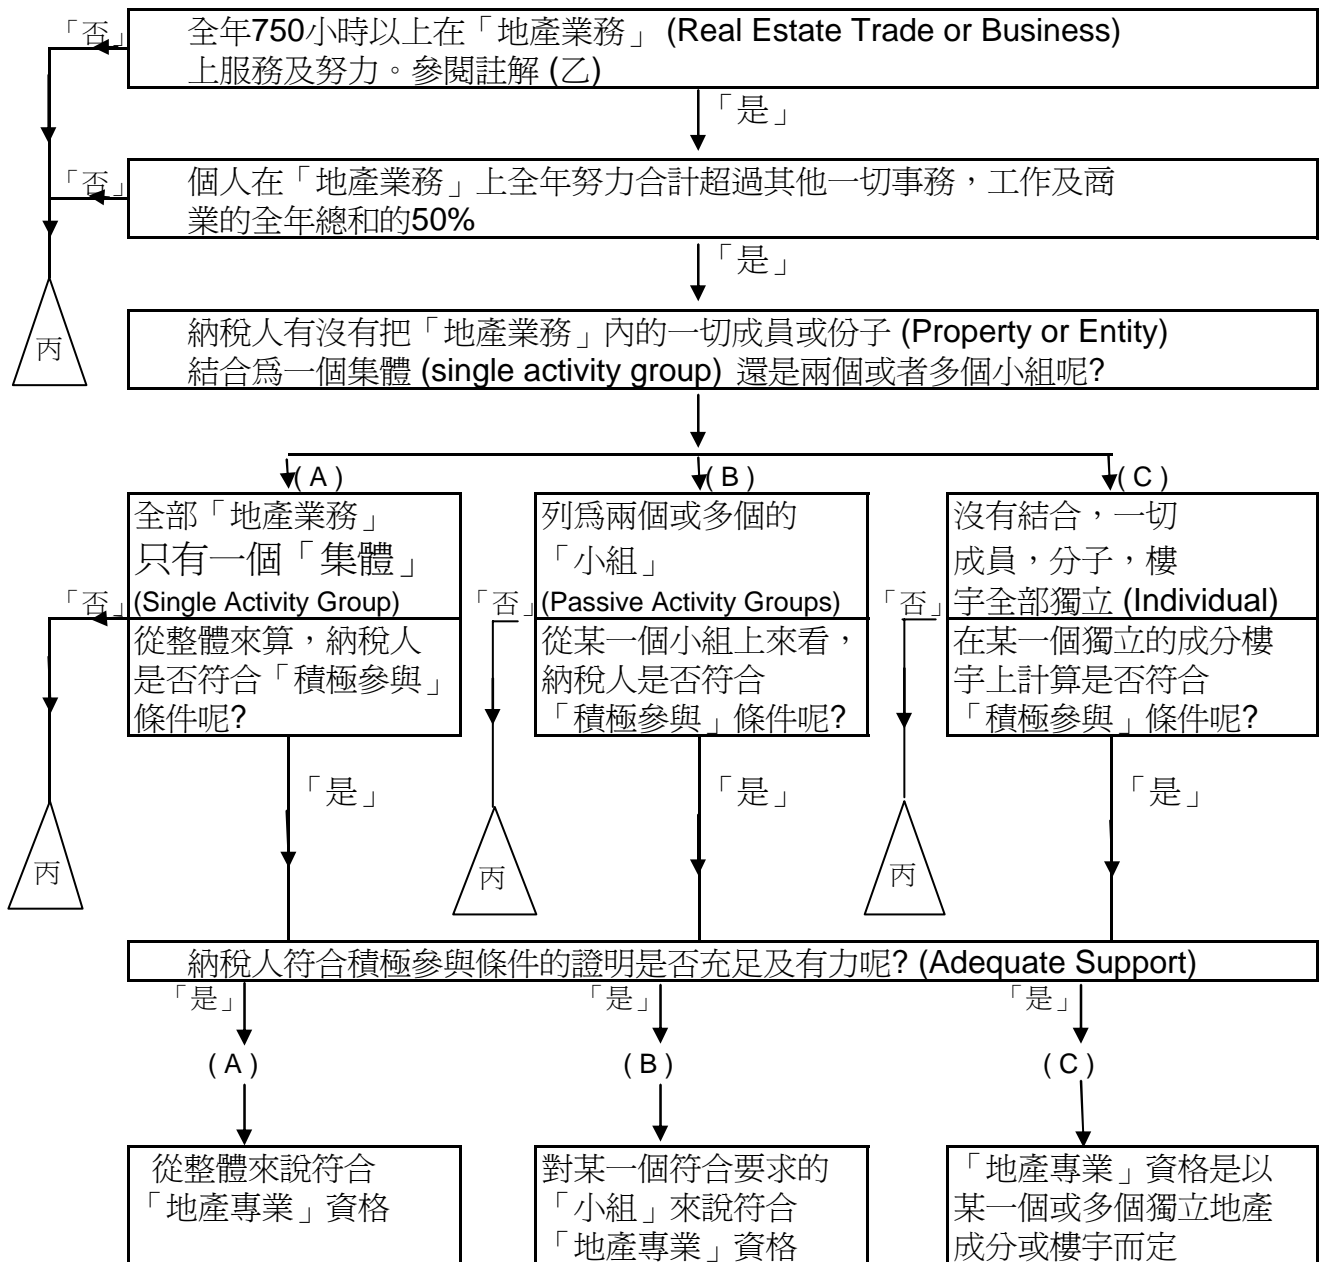 「否」
全年750小時以上在「地產業務」 (Real Estate Trade or Business)
上服務及努力。參閱註解 (乙)
「是」
「否」
個人在「地產業務」上全年努力合計超過其他一切事務，工作及商
業的全年總和的50%
「是」
丙
納稅人有沒有把「地產業務」內的一切成員或份子 (Property or Entity)
結合爲一個集體 (single activity group) 還是兩個或者多個小組呢?
( A )
全部「地產業務」
只有一個「集體」
(Single Activity Group)
「否」
從整體來算，納稅人
是否符合「積極參與」
條件呢?
「是」
丙
( B )
列爲兩個或多個的
「小組」
(Passive Activity Groups)
「否」
從某一個小組上來看，
納稅人是否符合
「積極參與」條件呢?
「是」
丙
( C )
沒有結合，一切
成員，分子，樓
宇全部獨立 (Individual)
「否」
在某一個獨立的成分樓
宇上計算是否符合
「積極參與」條件呢?
「是」
丙
納稅人符合積極參與條件的證明是否充足及有力呢? (Adequate Support)
「是」
「是」
「是」
( A )
( B )
( C )
從整體來說符合
「地產專業」資格
對某一個符合要求的
「小組」來說符合
「地產專業」資格
「地產專業」資格是以
某一個或多個獨立地產
成分或樓宇而定